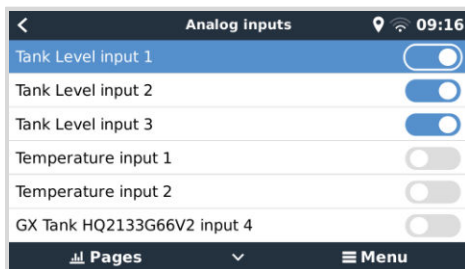 Analog inputs 09:16
Tank Level input 1
Tank Level input 2
Tank Level input 3
Temperature input 1
Temperature input 2
GX Tank HQ2133G66V2 input 4
Pages Menu